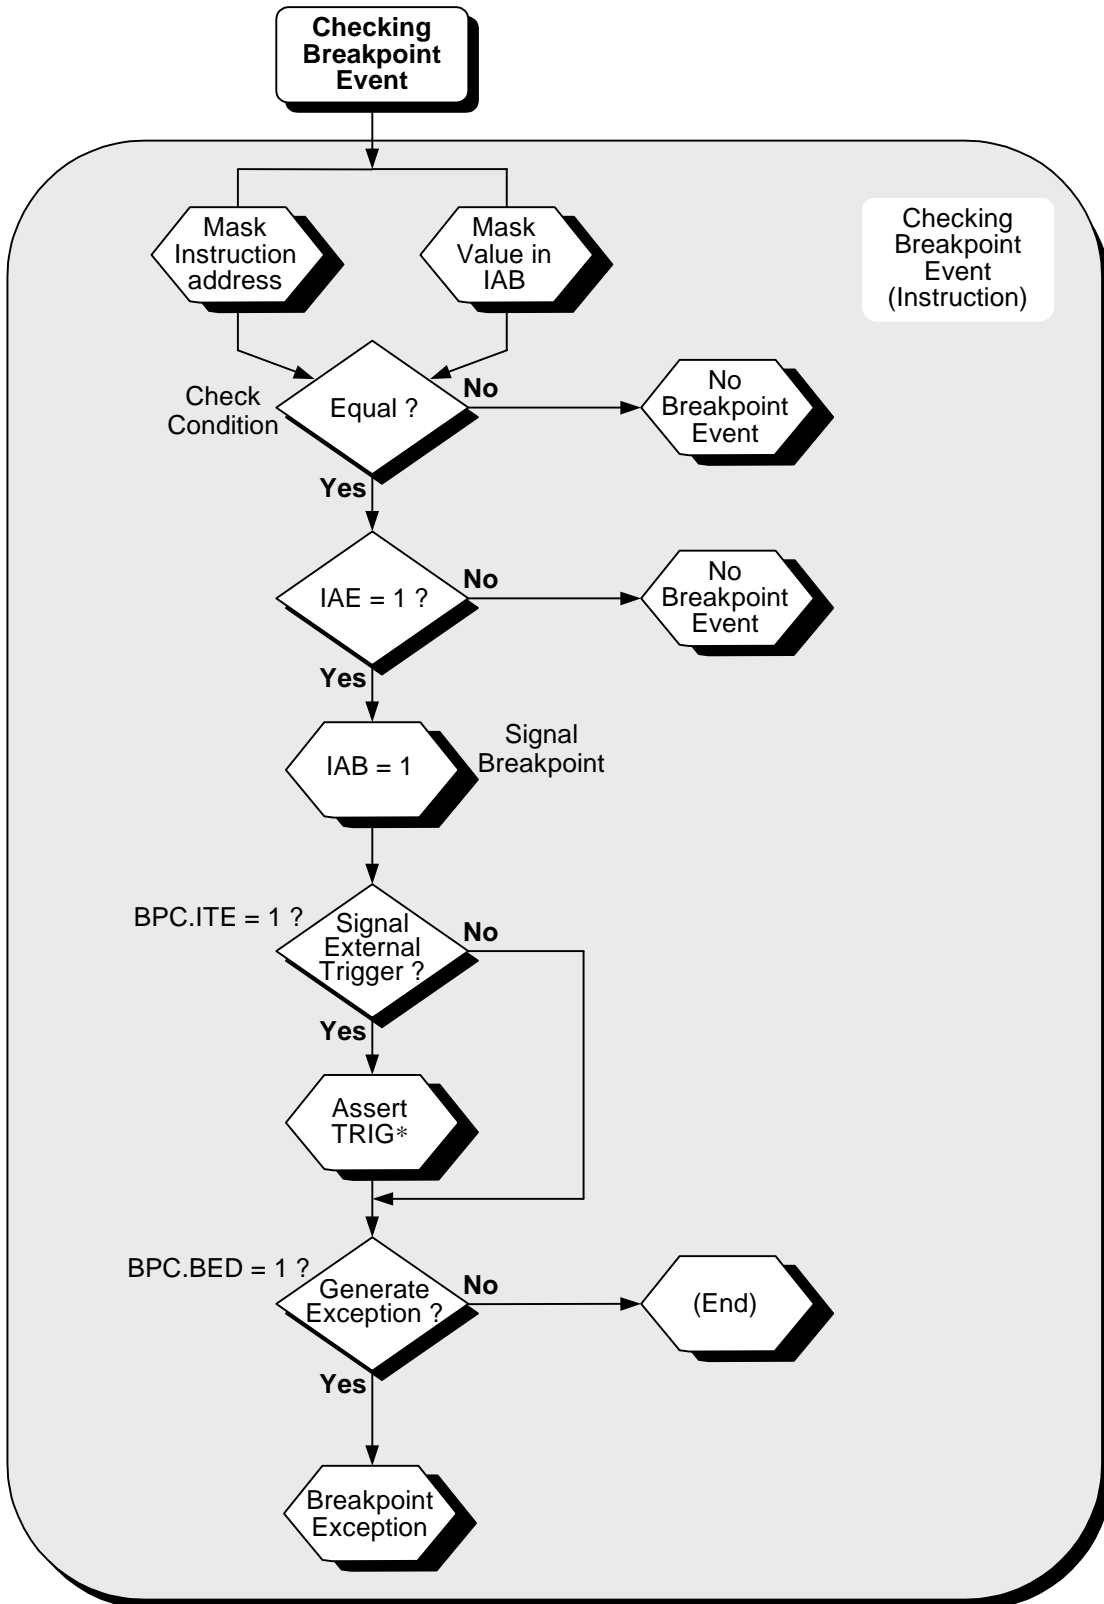 Checking
Breakpoint
Event
Mask
Instruction
address
Mask
Value in
IAB
Checking
Breakpoint
Event
(Instruction)
Check
Condition
Equal ?
No
No
Breakpoint
Event
Yes
IAE = 1 ?
No
No
Breakpoint
Event
Yes
IAB = 1
Signal
Breakpoint
BPC.ITE = 1 ?
Signal
External
Trigger ?
No
Yes
Assert
TRIG*
BPC.BED = 1 ?
Generate
Exception ?
No
(End)
Yes
Breakpoint
Exception